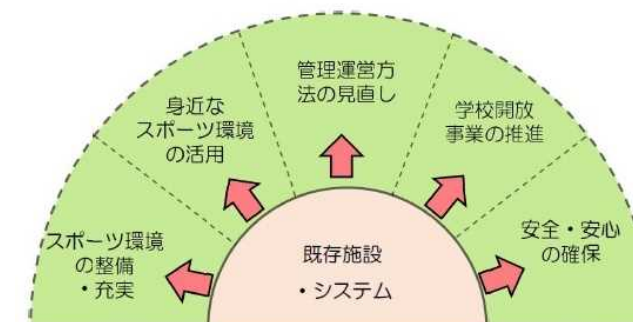 管理運営方
法の見直し
身近な
スポーツ環境
の活用
学校開放
事業の推進
スポーツ環境
の整備
・充実
安全・安心
の確保
既存施設
・システム